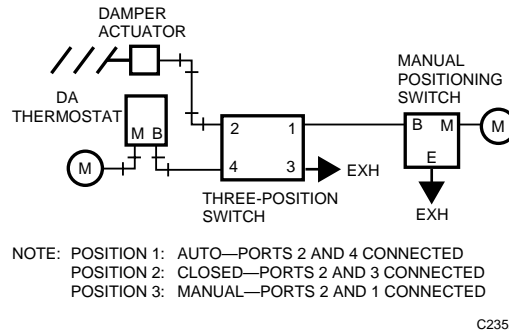 DAMPER
ACTUATOR
DA
THERMOSTAT
M B
M
2 1
4 3
EXH
THREE-POSITION
SWITCH
MANUAL
POSITIONING
SWITCH
B M
E
M
EXH
NOTE: POSITION 1: AUTO—PORTS 2 AND 4 CONNECTED
POSITION 2: CLOSED—PORTS 2 AND 3 CONNECTED
POSITION 3: MANUAL—PORTS 2 AND 1 CONNECTED
C235